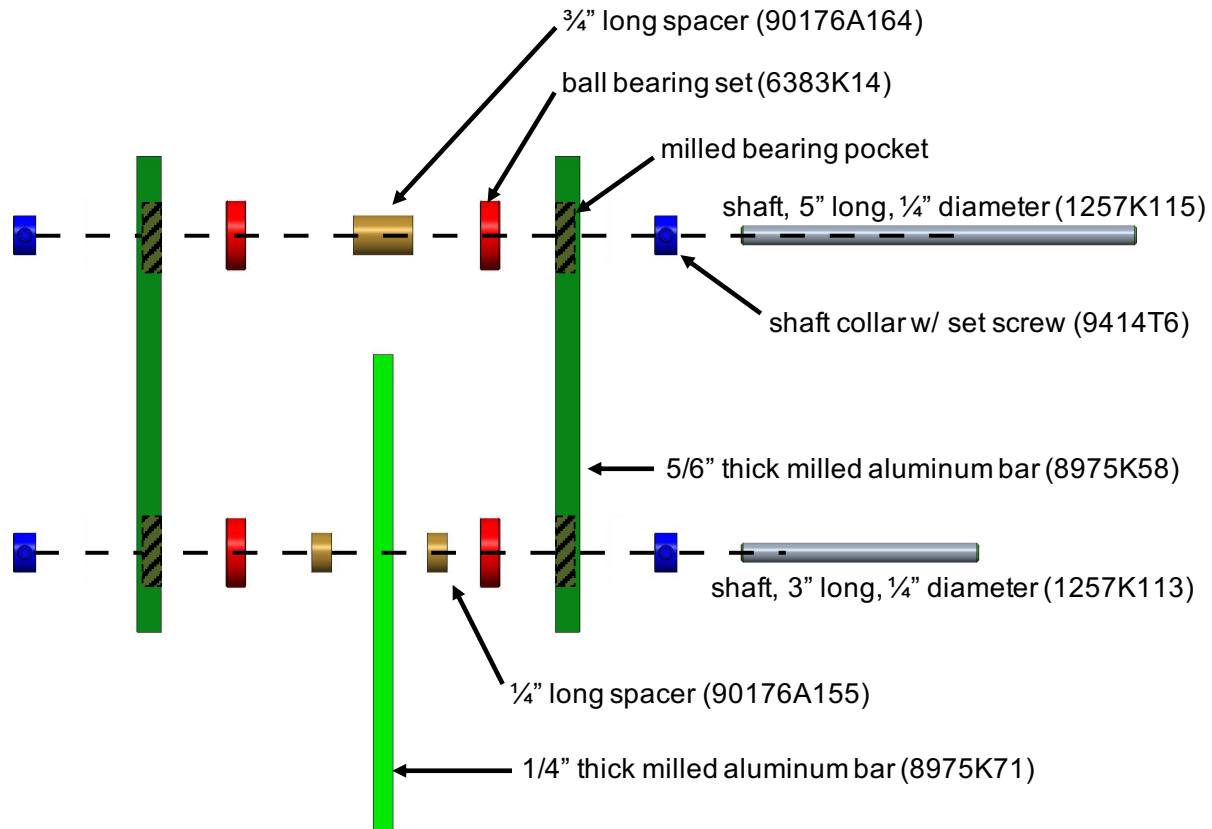 ¾” long spacer (90176A164)
ball bearing set (6383K14)
milled bearing pocket
shaft, 5” long, ¼” diameter (1257K115)
shaft collar w/ set screw (9414T6)
5/6” thick milled aluminum bar (8975K58)
shaft, 3” long, ¼” diameter (1257K113)
¼” long spacer (90176A155)
1/4” thick milled aluminum bar (8975K71)